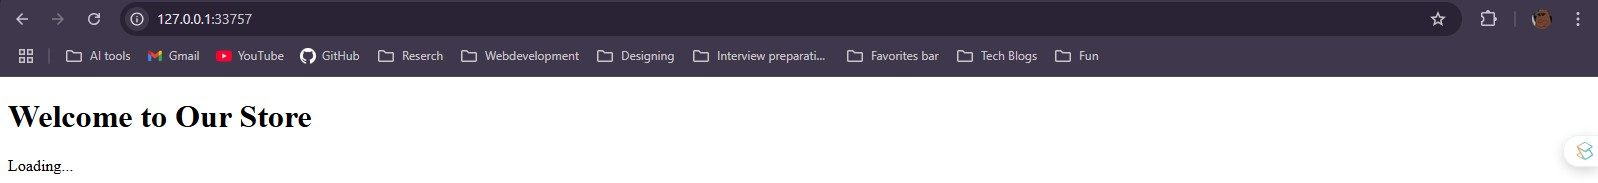 127.0.0.1:33757
AI tools Gmail YouTube GitHub Reserch Webdevelopment Designing Interview preparati... Favorites bar Tech Blogs Fun
Welcome to Our Store
Loading...